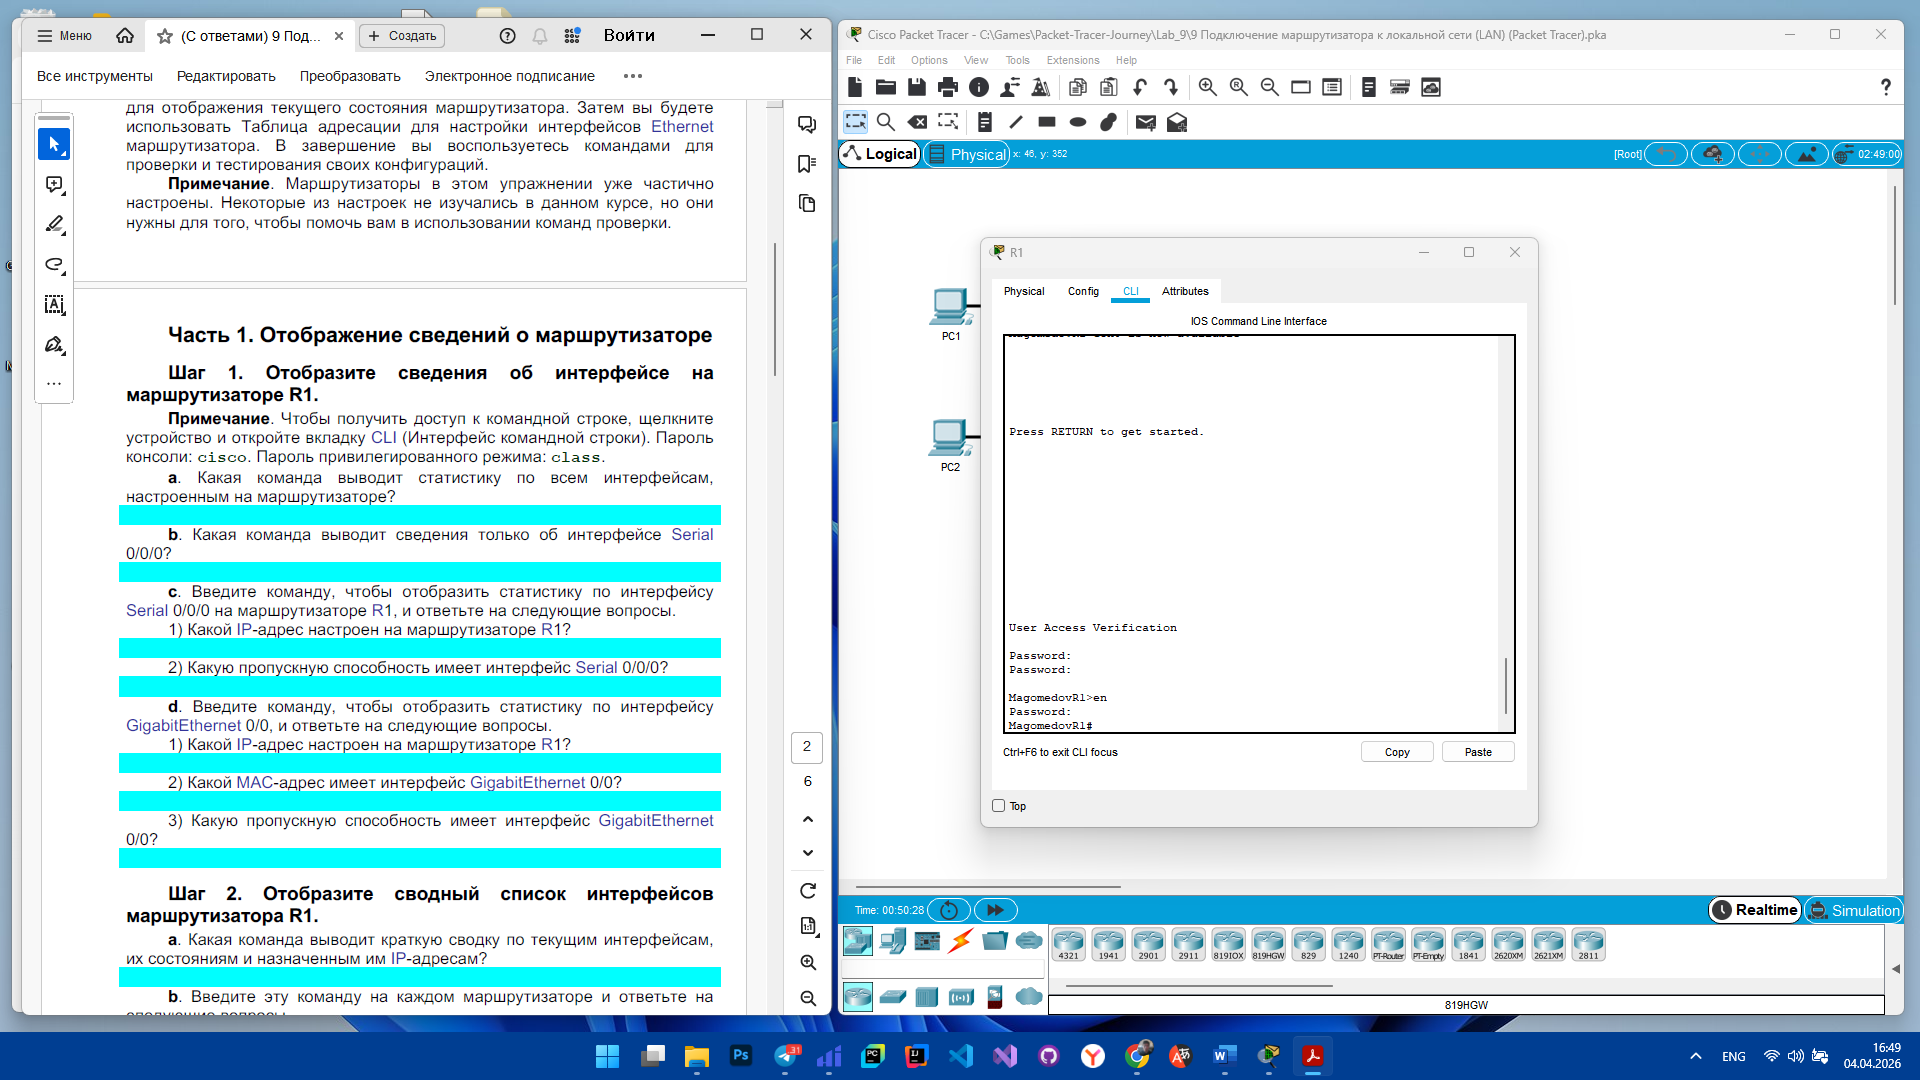 Меню
(С ответами) 9 Под...
Создать
Войти
Все инструменты
Редактировать
Преобразовать
Электронное подписание
для отображения текущего состояния маршрутизатора. Затем вы будете
использовать Таблица адресации для настройки интерфейсов Ethernet
маршрутизатора. В завершение вы воспользуетесь командами для
проверки и тестирования своих конфигураций.
Примечание. Маршрутизаторы в этом упражнении уже частично
настроены. Некоторые из настроек не изучались в данном курсе, но они
нужны для того, чтобы помочь вам в использовании команд проверки.
Часть 1. Отображение сведений о маршрутизаторе
Шаг 1. Отобразите сведения об интерфейсе на
маршрутизаторе R1.
Примечание. Чтобы получить доступ к командной строке, щелкните
устройство и откройте вкладку CLI (Интерфейс командной строки). Пароль
консоли: cisco. Пароль привилегированного режима: class.
a. Какая команда выводит статистику по всем интерфейсам,
настроенным на маршрутизаторе?
b. Какая команда выводит сведения только об интерфейсе Serial
0/0/0?
c. Введите команду, чтобы отобразить статистику по интерфейсу
Serial 0/0/0 на маршрутизаторе R1, и ответьте на следующие вопросы.
1) Какой IP-адрес настроен на маршрутизаторе R1?
2) Какую пропускную способность имеет интерфейс Serial 0/0/0?
d. Введите команду, чтобы отобразить статистику по интерфейсу
GigabitEthernet 0/0, и ответьте на следующие вопросы.
1) Какой IP-адрес настроен на маршрутизаторе R1?
2) Какой MAC-адрес имеет интерфейс GigabitEthernet 0/0?
3) Какую пропускную способность имеет интерфейс GigabitEthernet
0/0?
Шаг 2. Отобразите сводный список интерфейсов
маршрутизатора R1.
a. Какая команда выводит краткую сводку по текущим интерфейсам,
их состояниям и назначенным им IP-адресам?
b. Введите эту команду на каждом маршрутизаторе и ответьте на
2
6
Cisco Packet Tracer - C:\Games\Packet-Tracer-Journey\Lab_9\9 Подключение маршрутизатора к локальной сети (LAN) (Packet Tracer).pka
File Edit Options View Tools Extensions Help
Logical
Physical
x: 46, y: 352
[Root]
02:49:00
PC1
PC2
R1
Physical Config CLI Attributes
IOS Command Line Interface
Press RETURN to get started.
User Access Verification
Password:
Password:
MagomedovR1>en
Password:
MagomedovR1#
Ctrl+F6 to exit CLI focus
Copy
Paste
Top
Time: 00:50:28
Realtime
Simulation
4321 1941 2901 2911 819IOX 819HGW 829 1240 PT-Router PT-Empty 1841 2620XM 2621XM 2811
819HGW
Ps
31
PC
IJ
ENG
16:49
04.04.2026